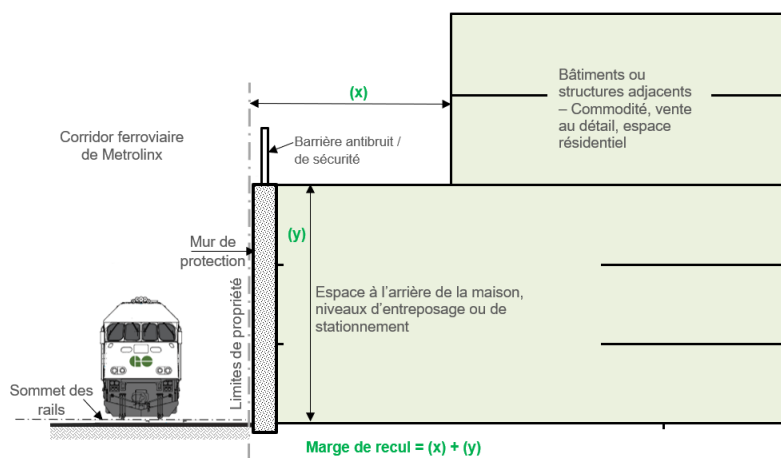 (x)
Bâtiments ou
structures adjacents
– Commodité, vente
au détail, espace
résidentiel
Corridor ferroviaire
de Metrolinx
Barrière antibruit /
de sécurité
(y)
Mur de
protection
Limites de propriété
Espace à l’arrière de la maison,
niveaux d’entreposage ou de
stationnement
GO
Sommet des
rails
Marge de recul = (x) + (y)